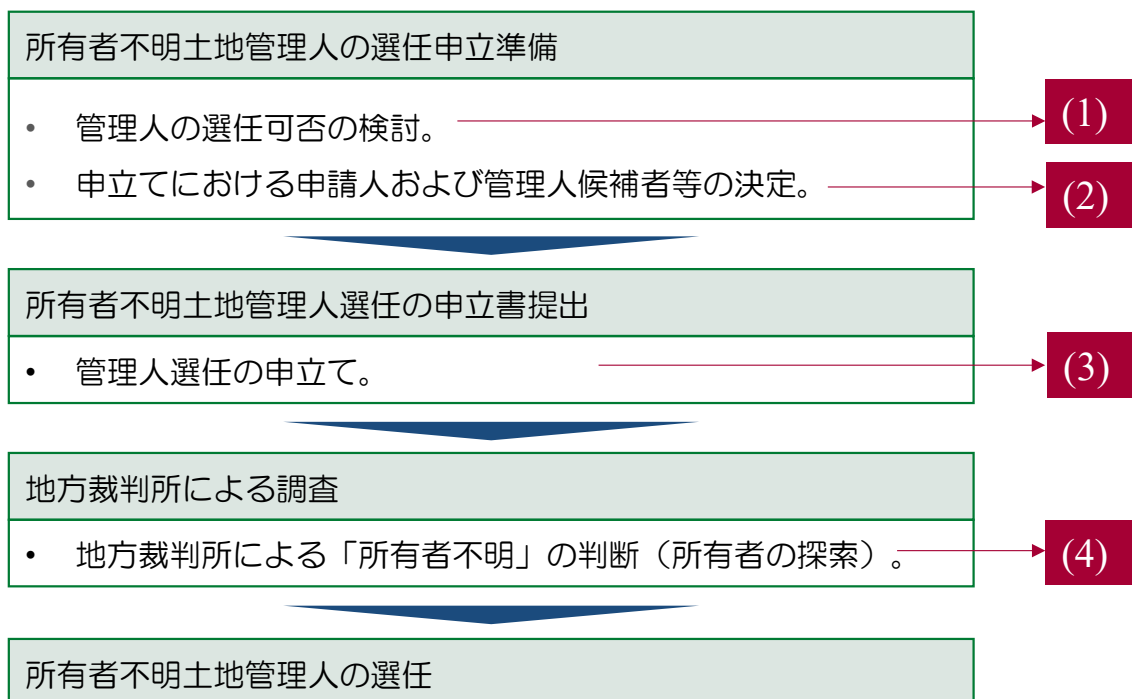 所有者不明土地管理人の選任申立準備
• 管理人の選任可否の検討。
(1)
• 申立てにおける申請人および管理人候補者等の決定。
(2)
所有者不明土地管理人選任の申立書提出
• 管理人選任の申立て。
(3)
地方裁判所による調査
• 地方裁判所による「所有者不明」の判断（所有者の探索）。
(4)
所有者不明土地管理人の選任